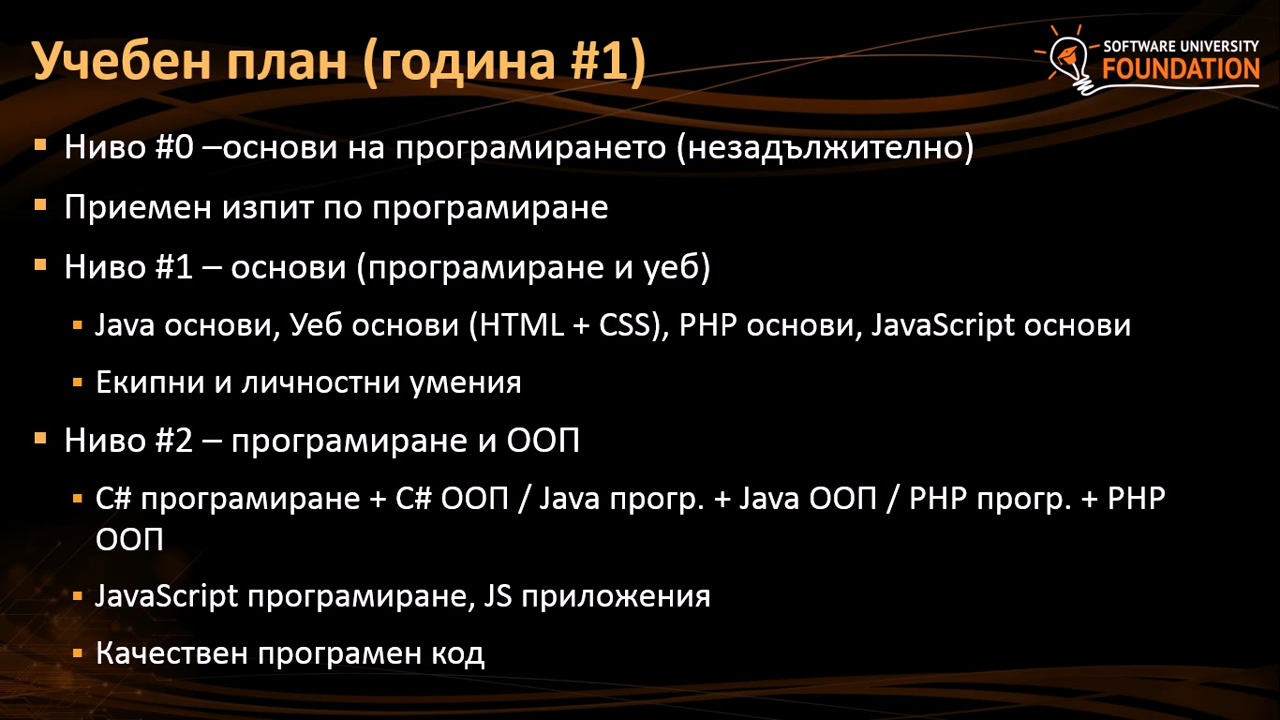 Учебен план (година #1)
SOFTWARE UNIVERSITY
FOUNDATION
Ниво #0 –основи на програмирането (незадължително)
Приемен изпит по програмиране
Ниво #1 – основи (програмиране и уеб)
Java основи, Уеб основи (HTML + CSS), PHP основи, JavaScript основи
Екипни и личностни умения
Ниво #2 – програмиране и ООП
C# програмиране + C# ООП / Java прогр. + Java ООП / PHP прогр. + PHP
ООП
JavaScript програмиране, JS приложения
Качествен програмен код